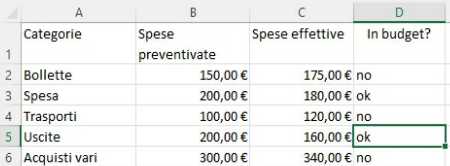 A B C D
1 Categorie Spese preventivate Spese effettive In budget?
2 Bollette 150,00 € 175,00 € no
3 Spesa 200,00 € 180,00 € ok
4 Trasporti 100,00 € 120,00 € no
5 Uscite 200,00 € 160,00 € ok
6 Acquisti vari 300,00 € 340,00 € no